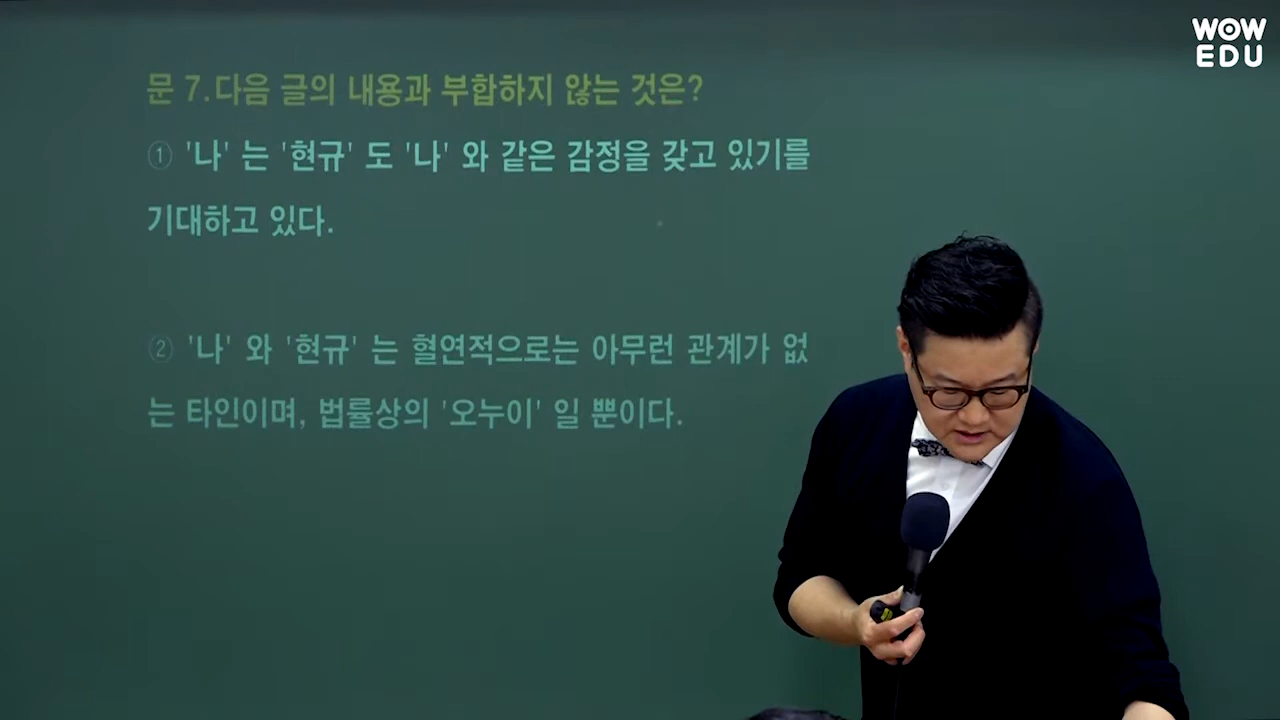 WOW
EDU
문 7.다음 글의 내용과 부합하지 않는 것은?
① '나' 는 '현규' 도 '나' 와 같은 감정을 갖고 있기를
기대하고 있다.
② '나' 와 '현규' 는 혈연적으로는 아무런 관계가 없
는 타인이며, 법률상의 '오누이' 일 뿐이다.